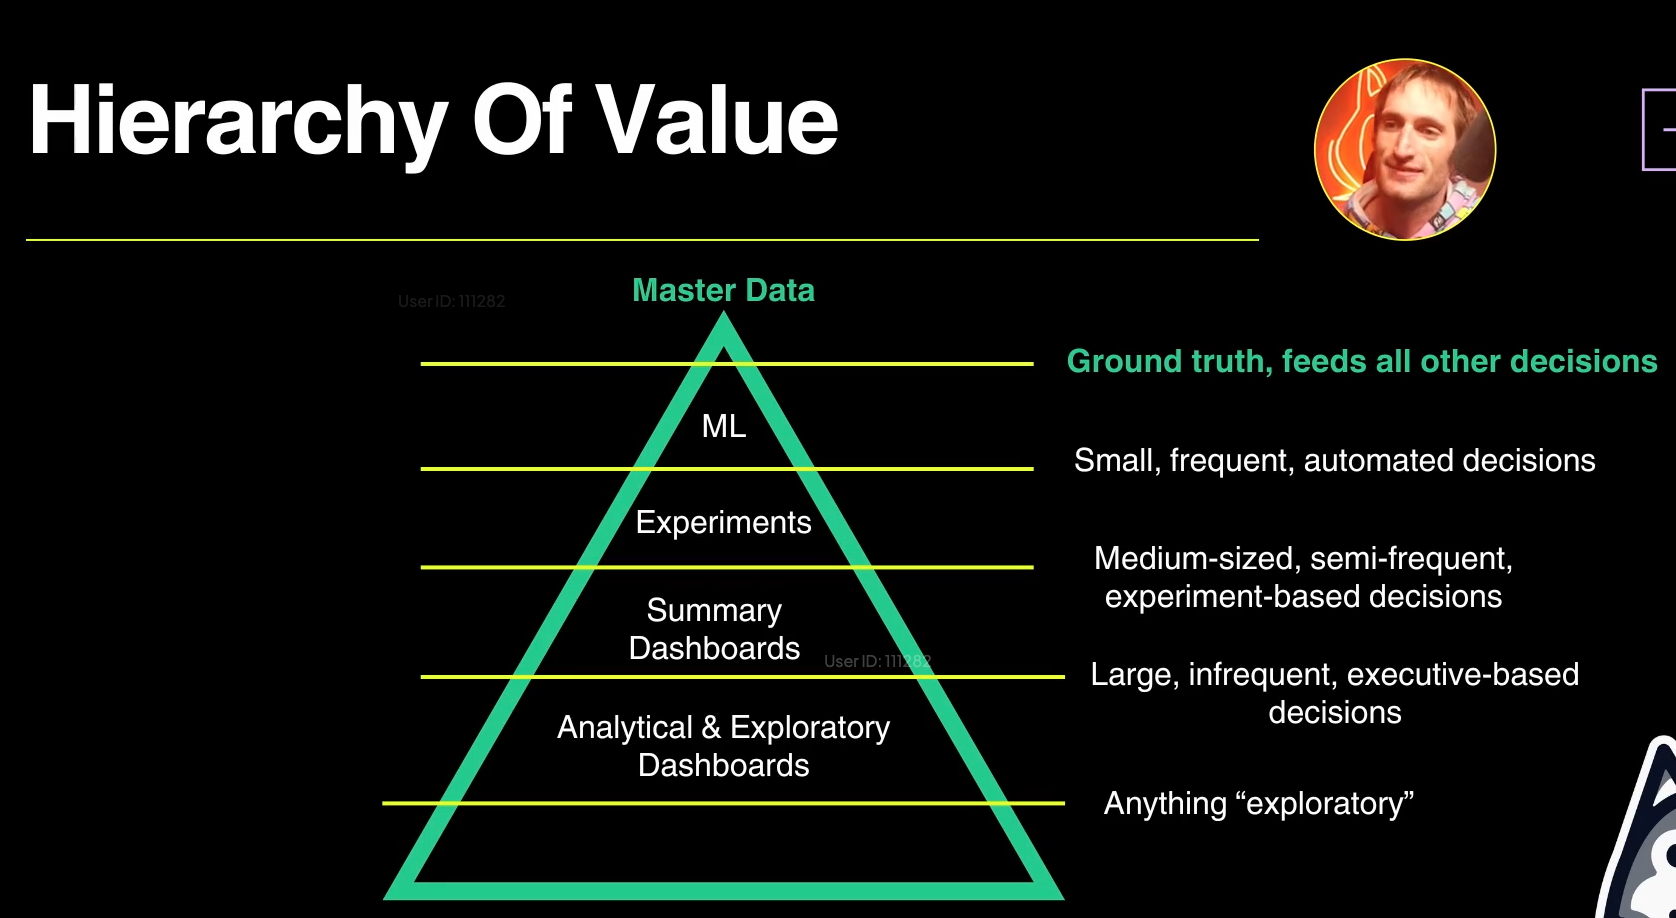 Hierarchy Of Value
User ID: 111282
Master Data
Ground truth, feeds all other decisions
ML
Small, frequent, automated decisions
Experiments
Medium-sized, semi-frequent,
experiment-based decisions
Summary
Dashboards
User ID: 111282
Large, infrequent, executive-based
decisions
Analytical & Exploratory
Dashboards
Anything “exploratory”